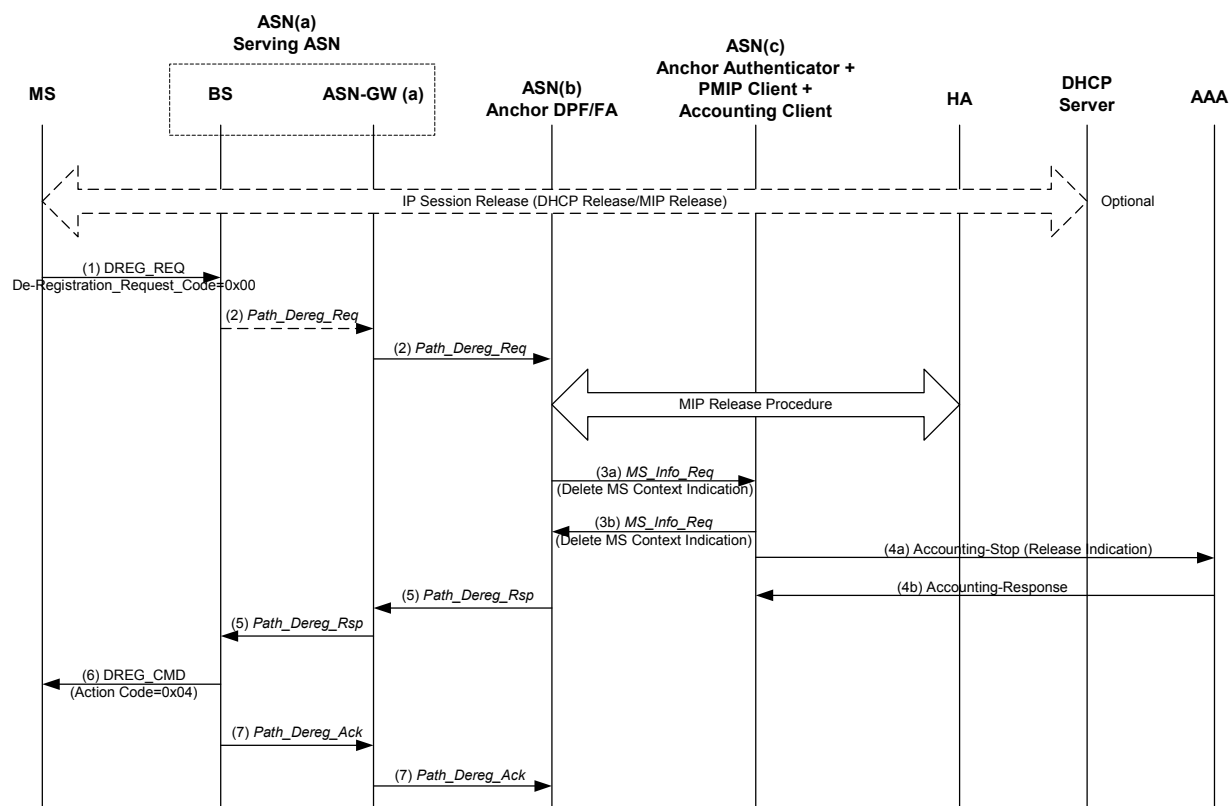 ASN(a)
Serving ASN
MS
BS
ASN-GW (a)
ASN(b)
Anchor DPF/FA
ASN(c)
Anchor Authenticator +
PMIP Client +
Accounting Client
HA
DHCP
Server
AAA
IP Session Release (DHCP Release/MIP Release)
Optional
(1) DREG_REQ
De-Registration_Request_Code=0x00
(2) Path_Dereg_Req
(2) Path_Dereg_Req
MIP Release Procedure
(3a) MS_Info_Req
(Delete MS Context Indication)
(3b) MS_Info_Req
(Delete MS Context Indication)
(4a) Accounting-Stop (Release Indication)
(4b) Accounting-Response
(5) Path_Dereg_Rsp
(5) Path_Dereg_Rsp
(6) DREG_CMD
(Action Code=0x04)
(7) Path_Dereg_Ack
(7) Path_Dereg_Ack